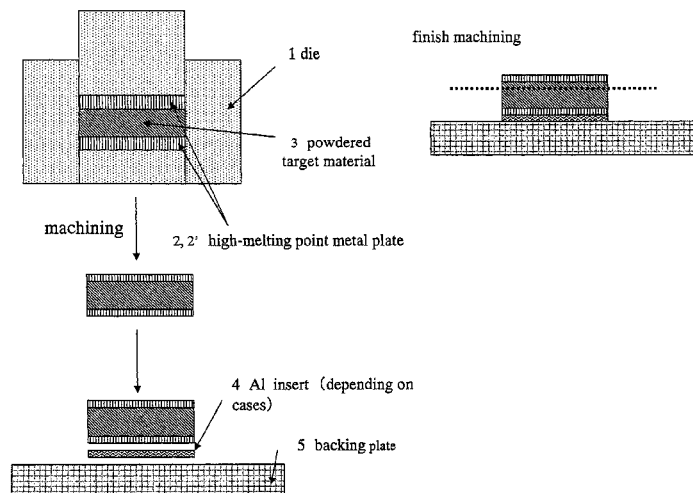 1 die
finish machining
3 powdered
target material
machining
2, 2' high-melting point metal plate
4 Al insert (depending on
cases)
5 backing plate